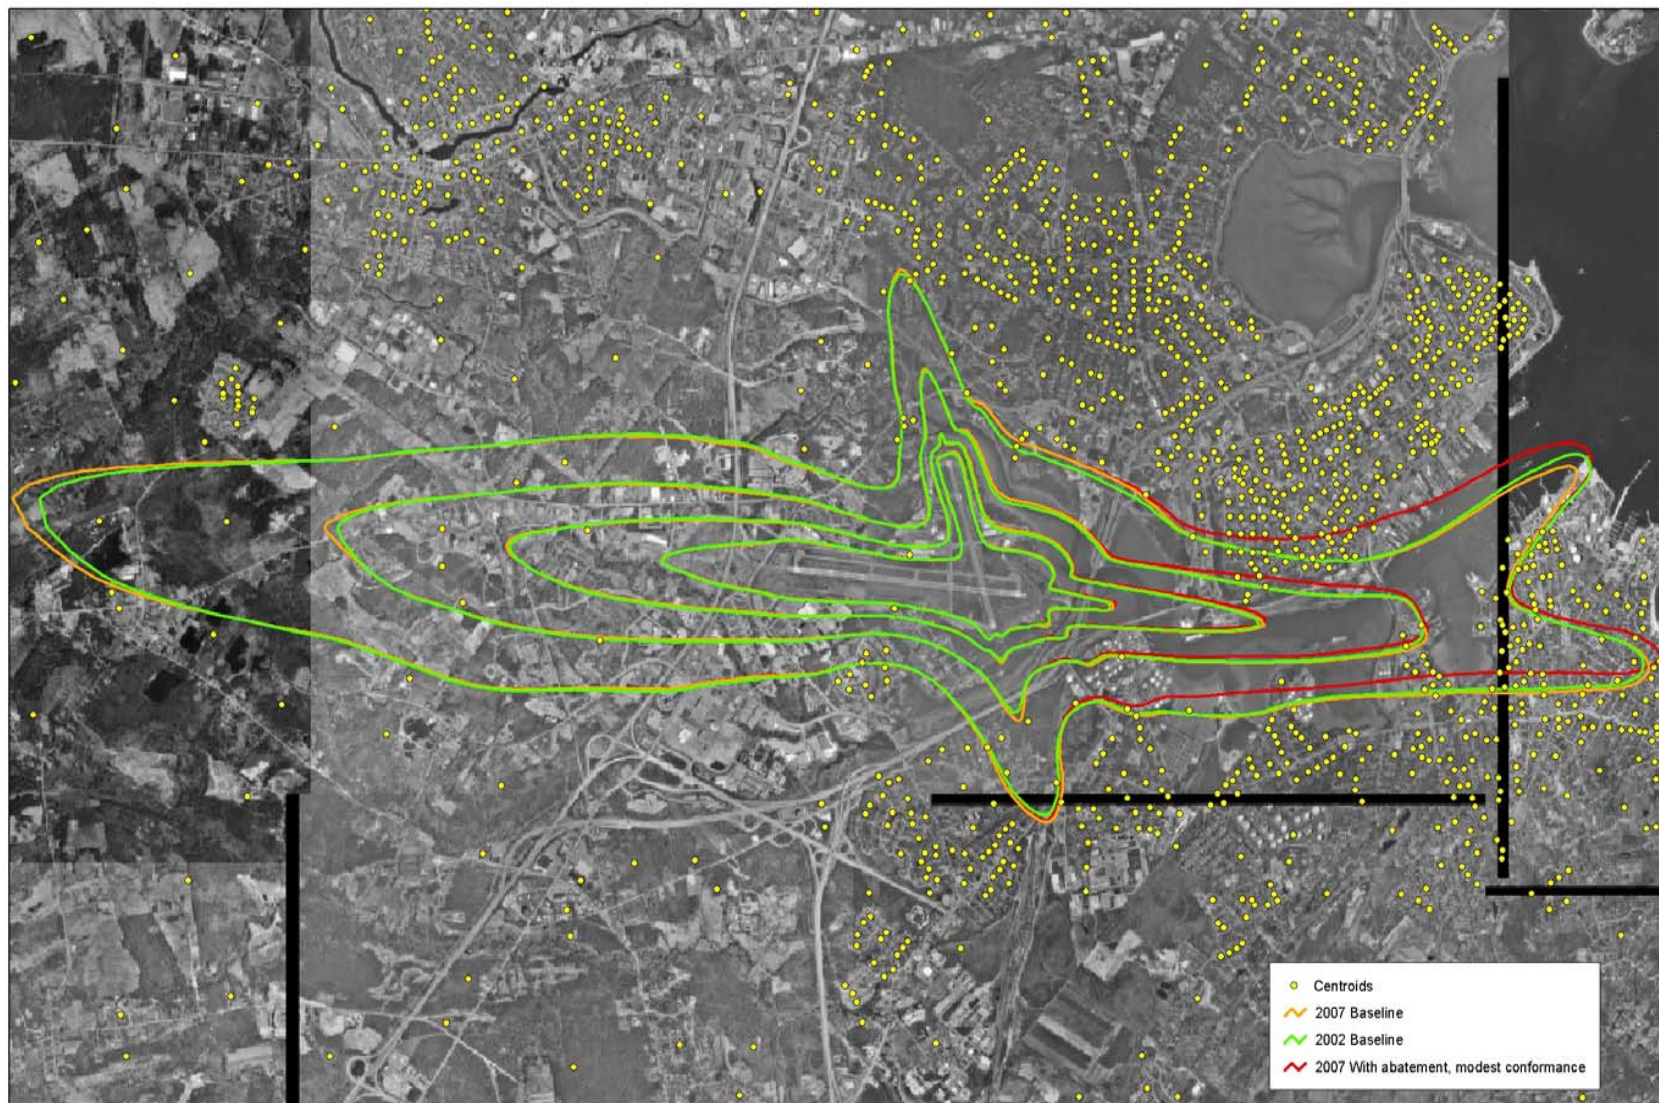 Centroids
2007 Baseline
2002 Baseline
2007 With abatement, modest conformance